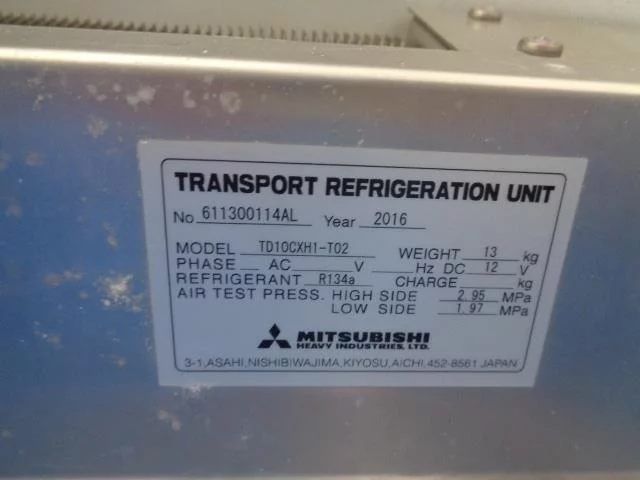 TRANSPORT REFRIGERATION UNIT
No 611300114AL Year 2016
MODEL TD10CXH1-T02 WEIGHT 13 kg
PHASE AC V Hz DC 12 V
REFRIGERANT R134a CHARGE kg
AIR TEST PRESS. HIGH SIDE 2.95 MPa
LOW SIDE 1.97 MPa
MITSUBISHI
HEAVY INDUSTRIES, LTD.
3-1, ASAHI, NISHIBIWAJIMA, KIYOSU, AICHI, 452-8561 JAPAN